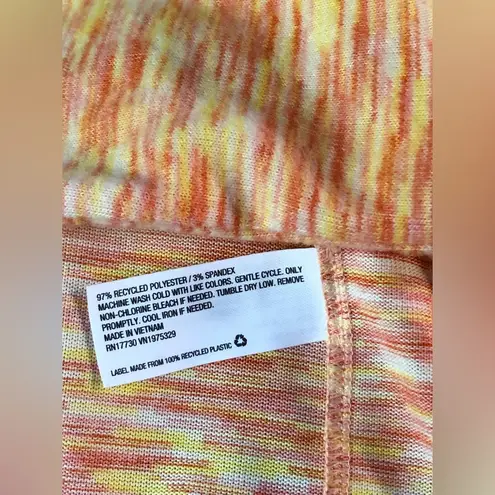 97% RECYCLED POLYESTER / 3% SPANDEX
MACHINE WASH COLD WITH LIKE COLORS. GENTLE CYCLE. ONLY
NON-CHLORINE BLEACH IF NEEDED. TUMBLE DRY LOW. REMOVE
PROMPTLY. COOL IRON IF NEEDED.
MADE IN VIETNAM
RN17730 VN1975329
LABEL MADE FROM 100% RECYCLED PLASTIC